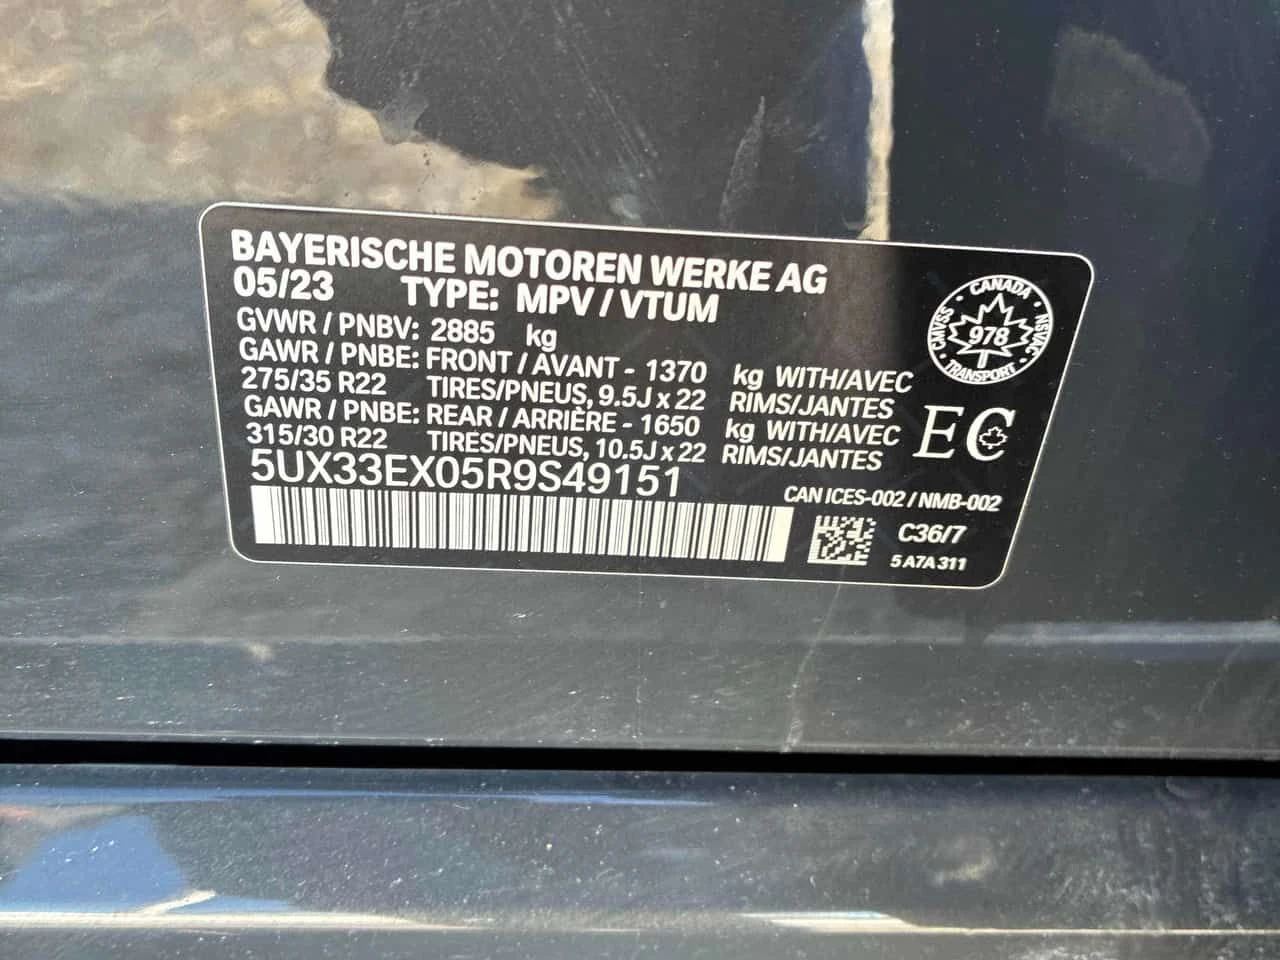 BAYERISCHE MOTOREN WERKE AG
05/23 TYPE: MPV / VTUM
GVWR / PNBV: 2885 kg
GAWR / PNBE: FRONT / AVANT - 1370 kg WITH/AVEC
275/35 R22 TIRES/PNEUS, 9.5J x 22 RIMS/JANTES
GAWR / PNBE: REAR / ARRIÈRE - 1650 kg WITH/AVEC
315/30 R22 TIRES/PNEUS, 10.5J x 22 RIMS/JANTES
5UX33EX05R9S49151
CANADA
CMVSS 978 NSVAC
TRANSPORT
EC
CAN ICES-002 / NMB-002
C36/7
5A7A311